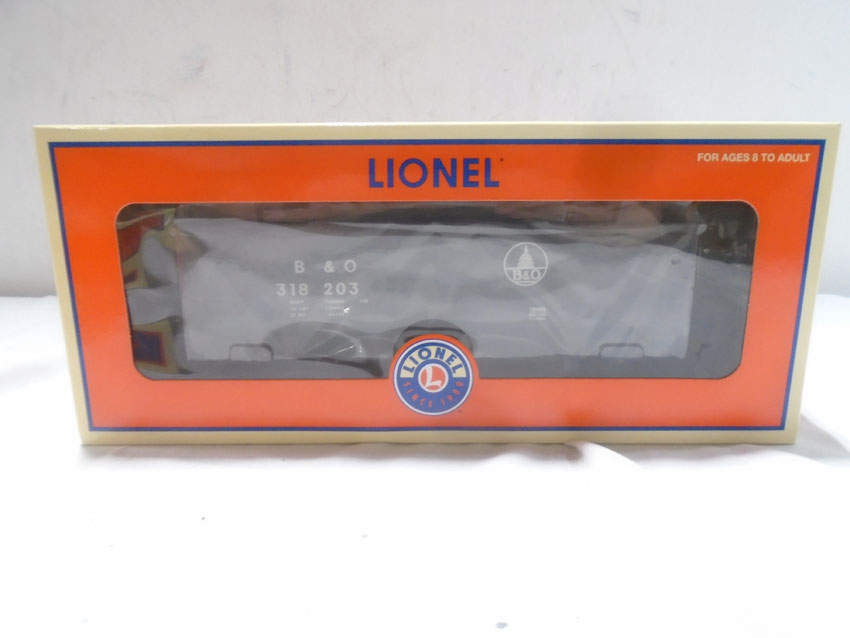 LIONEL
FOR AGES 8 TO ADULT
B & O
318 203
B&O
LIONEL
L
SINCE 1900